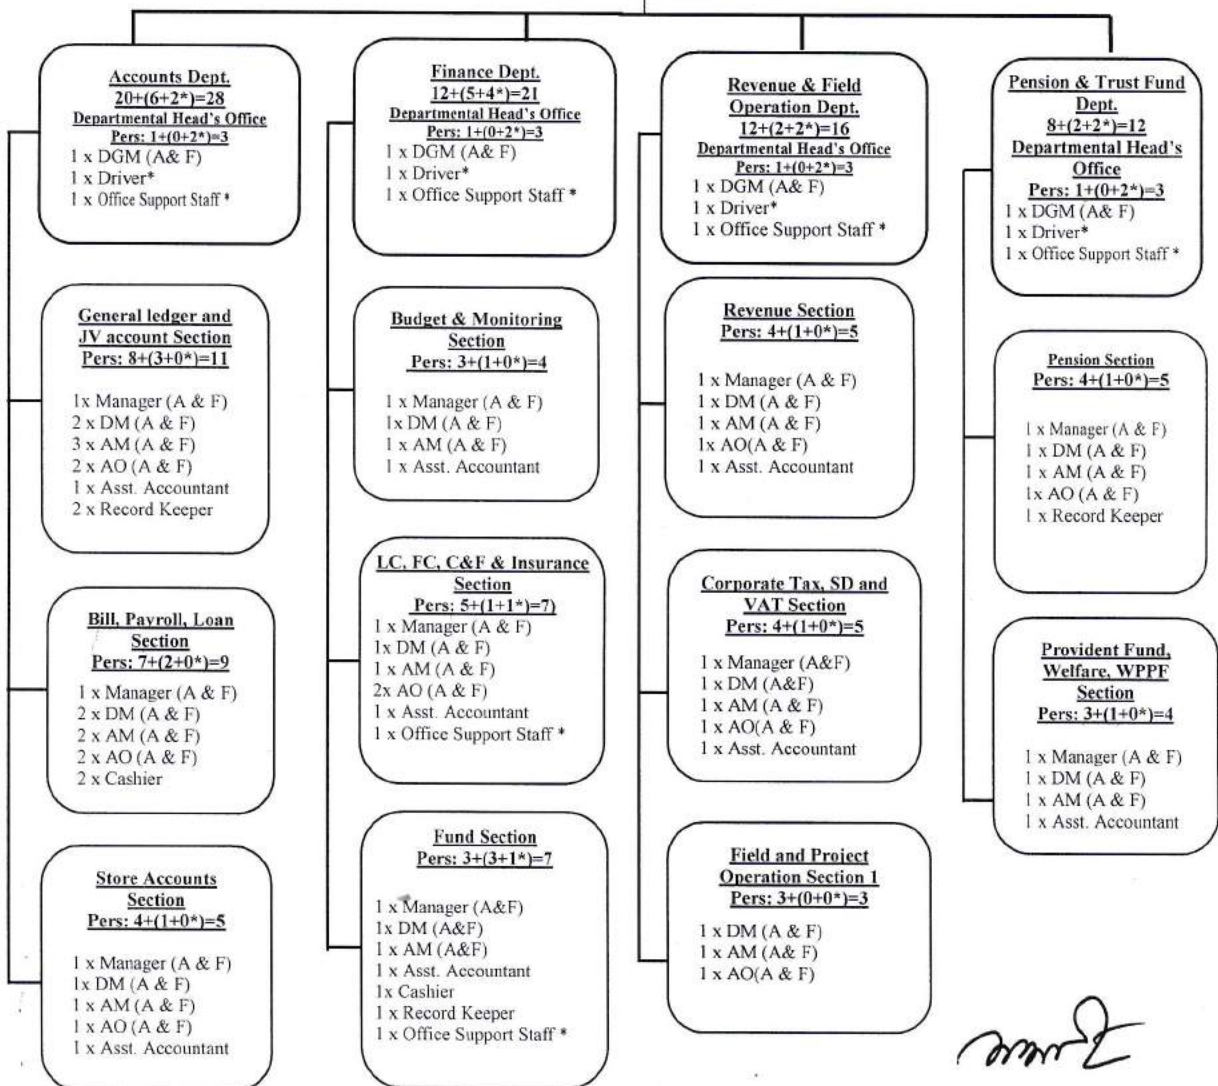 Accounts Dept.
20+(6+2*)=28
Departmental Head's Office
Pers: 1+(0+2*)=3
1 x DGM (A& F)
1 x Driver*
1 x Office Support Staff *
General ledger and
JV account Section
Pers: 8+(3+0*)=11
1x Manager (A & F)
2 x DM (A & F)
3 x AM (A & F)
2 x AO (A & F)
1 x Asst. Accountant
2 x Record Keeper
Bill, Payroll, Loan
Section
Pers: 7+(2+0*)=9
1 x Manager (A & F)
2 x DM (A & F)
2 x AM (A & F)
2 x AO (A & F)
2 x Cashier
Store Accounts
Section
Pers: 4+(1+0*)=5
1 x Manager (A & F)
1x DM (A & F)
1 x AM (A & F)
1 x AO (A & F)
1 x Asst. Accountant
Finance Dept.
12+(5+4*)=21
Departmental Head's Office
Pers: 1+(0+2*)=3
1 x DGM (A& F)
1 x Driver*
1 x Office Support Staff *
Budget & Monitoring
Section
Pers: 3+(1+0*)=4
1 x Manager (A & F)
1x DM (A & F)
1 x AM (A & F)
1 x Asst. Accountant
LC, FC, C&F & Insurance
Section
Pers: 5+(1+1*)=7)
1 x Manager (A & F)
1x DM (A & F)
1 x AM (A & F)
2x AO (A & F)
1 x Asst. Accountant
1 x Office Support Staff *
Fund Section
Pers: 3+(3+1*)=7
1 x Manager (A&F)
1x DM (A&F)
1 x AM (A&F)
1 x Asst. Accountant
1x Cashier
1 x Record Keeper
1 x Office Support Staff *
Revenue & Field
Operation Dept.
12+(2+2*)=16
Departmental Head's Office
Pers: 1+(0+2*)=3
1 x DGM (A& F)
1 x Driver*
1 x Office Support Staff *
Revenue Section
Pers: 4+(1+0*)=5
1 x Manager (A & F)
1 x DM (A & F)
1 x AM (A & F)
1x AO(A & F)
1 x Asst. Accountant
Corporate Tax, SD and
VAT Section
Pers: 4+(1+0*)=5
1 x Manager (A&F)
1 x DM (A&F)
1 x AM (A & F)
1 x AO(A & F)
1 x Asst. Accountant
Field and Project
Operation Section 1
Pers: 3+(0+0*)=3
1 x DM (A & F)
1 x AM (A& F)
1 x AO(A & F)
Pension & Trust Fund
Dept.
8+(2+2*)=12
Departmental Head's
Office
Pers: 1+(0+2*)=3
1 x DGM (A& F)
1 x Driver*
1 x Office Support Staff *
Pension Section
Pers: 4+(1+0*)=5
1 x Manager (A & F)
1 x DM (A & F)
1 x AM (A & F)
1x AO (A & F)
1 x Record Keeper
Provident Fund,
Welfare, WPPF
Section
Pers: 3+(1+0*)=4
1 x Manager (A & F)
1 x DM (A & F)
1 x AM (A & F)
1 x Asst. Accountant